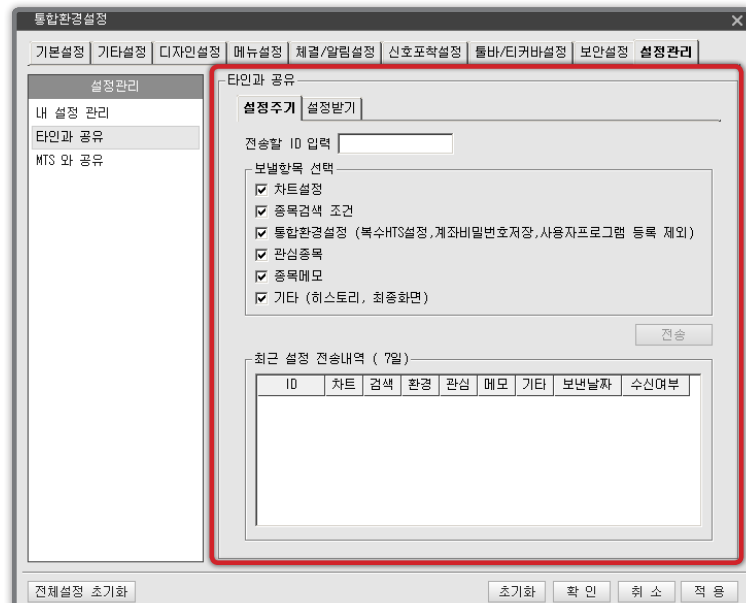 통합환경설정
기본설정 기타설정 디자인설정 메뉴설정 체결/알림설정 신호포착설정 툴바/티커바설정 보안설정 설정관리
설정관리
내 설정 관리
타인과 공유
MTS 와 공유
타인과 공유
설정주기 설정받기
전송할 ID 입력
보낼항목 선택
차트설정
종목검색 조건
통합환경설정 (복수HTS설정,계좌비밀번호저장,사용자프로그램 등록 제외)
관심종목
종목메모
기타 (히스토리, 최종화면)
전송
최근 설정 전송내역 ( 7일)
ID 차트 검색 환경 관심 메모 기타 보낸날짜 수신여부
전체설정 초기화 초기화 확 인 취 소 적 용